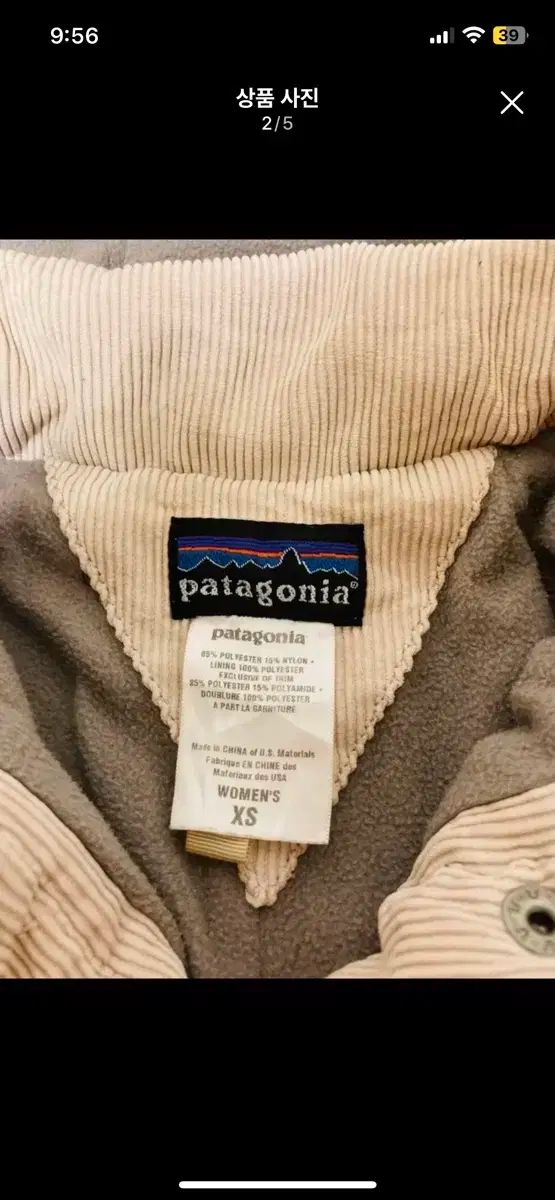 9:56
39
상품 사진
2/5
patagonia®
patagonia
85% POLYESTER 15% NYLON •
LINING 100% POLYESTER
EXCLUSIVE OF TRIM
85% POLYESTER 15% POLYAMIDE •
DOUBLURE 100% POLYESTER
A PART LA GARNITURE
Made in CHINA of U.S. Materials
Fabriqué EN CHINE des
Materiaux des USA
WOMEN'S
XS